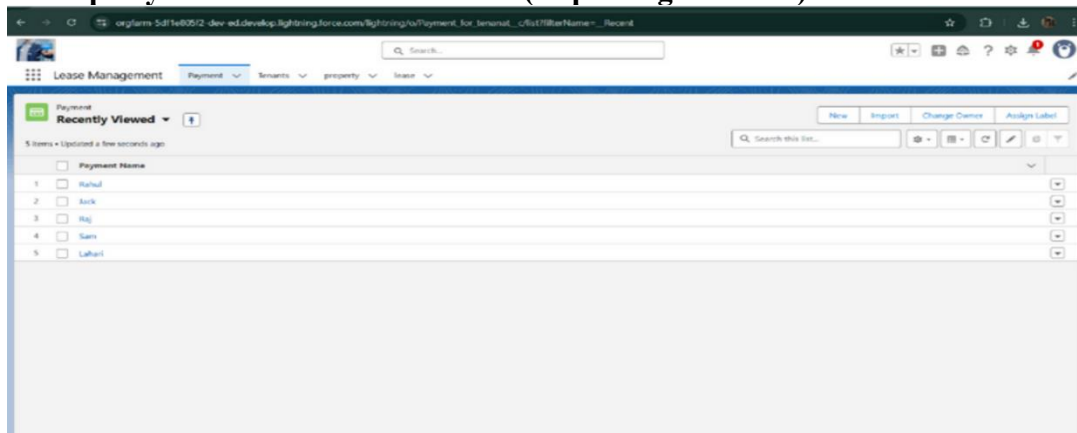 orgfarm-5df1e805f2-dev-ed.develop.lightning.force.com/lightning/o/Payment_for_tenanat__c/list?filterName=__Recent
Search...
Lease Management Payment Tenants property lease
Payment
Recently Viewed
New Import Change Owner Assign Label
5 items • Updated a few seconds ago
Search this list...
Payment Name
1 Rahul
2 Jack
3 Raj
4 Sam
5 Lahari